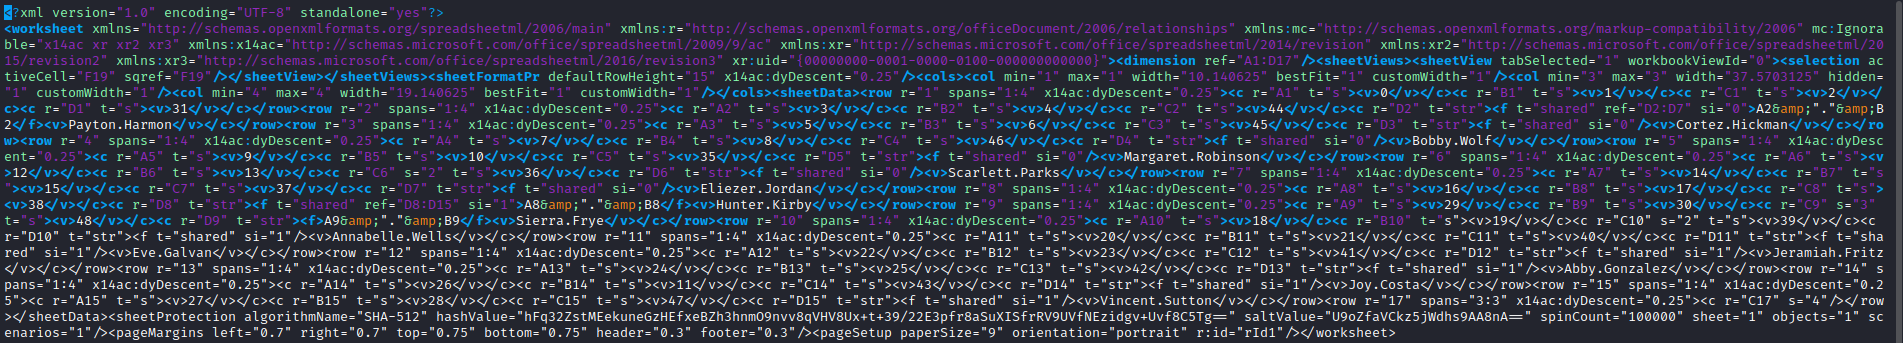 <?xml version="1.0" encoding="UTF-8" standalone="yes"?>
<worksheet xmlns="http://schemas.openxmlformats.org/spreadsheetml/2006/main" xmlns:r="http://schemas.openxmlformats.org/officeDocument/2006/relationships" xmlns:mc="http://schemas.openxmlformats.org/markup-compatibility/2006" mc:Ignora
ble="x14ac xr xr2 xr3" xmlns:x14ac="http://schemas.microsoft.com/office/spreadsheetml/2009/9/ac" xmlns:xr="http://schemas.microsoft.com/office/spreadsheetml/2014/revision" xmlns:xr2="http://schemas.microsoft.com/office/spreadsheetml/20
15/revision2" xmlns:xr3="http://schemas.microsoft.com/office/spreadsheetml/2016/revision3" xr:uid="{00000000-0001-0000-0100-000000000000}"><dimension ref="A1:D17"/><sheetViews><sheetView tabSelected="1" workbookViewId="0"><selection ac
tiveCell="F19" sqref="F19"/></sheetView></sheetViews><sheetFormatPr defaultRowHeight="15" x14ac:dyDescent="0.25"/><cols><col min="1" max="1" width="10.140625" bestFit="1" customWidth="1"/><col min="3" max="3" width="37.5703125" hidden=
"1" customWidth="1"/><col min="4" max="4" width="19.140625" bestFit="1" customWidth="1"/></cols><sheetData><row r="1" spans="1:4" x14ac:dyDescent="0.25"><c r="A1" t="s"><v>0</v></c><c r="B1" t="s"><v>1</v></c><c r="C1" t="s"><v>2</v></
c><c r="D1" t="s"><v>31</v></c></row><row r="2" spans="1:4" x14ac:dyDescent="0.25"><c r="A2" t="s"><v>3</v></c><c r="B2" t="s"><v>4</v></c><c r="C2" t="s"><v>44</v></c><c r="D2" t="str"><f t="shared" ref="D2:D7" si="0">A2&amp;"."&amp;B
2</f><v>Payton.Harmon</v></c></row><row r="3" spans="1:4" x14ac:dyDescent="0.25"><c r="A3" t="s"><v>5</v></c><c r="B3" t="s"><v>6</v></c><c r="C3" t="s"><v>45</v></c><c r="D3" t="str"><f t="shared" si="0"/><v>Cortez.Hickman</v></c></r
ow><row r="4" spans="1:4" x14ac:dyDescent="0.25"><c r="A4" t="s"><v>7</v></c><c r="B4" t="s"><v>8</v></c><c r="C4" t="s"><v>46</v></c><c r="D4" t="str"><f t="shared" si="0"/><v>Bobby.Wolf</v></c></row><row r="5" spans="1:4" x14ac:dyDesc
ent="0.25"><c r="A5" t="s"><v>9</v></c><c r="B5" t="s"><v>10</v></c><c r="C5" t="s"><v>35</v></c><c r="D5" t="str"><f t="shared" si="0"/><v>Margaret.Robinson</v></c></row><row r="6" spans="1:4" x14ac:dyDescent="0.25"><c r="A6" t="s"><v
>12</v></c><c r="B6" t="s"><v>13</v></c><c r="C6" s="2" t="s"><v>36</v></c><c r="D6" t="str"><f t="shared" si="0"/><v>Scarlett.Parks</v></c></row><row r="7" spans="1:4" x14ac:dyDescent="0.25"><c r="A7" t="s"><v>14</v></c><c r="B7" t="s"
><v>15</v></c><c r="C7" t="s"><v>37</v></c><c r="D7" t="str"><f t="shared" si="0"/><v>Eliezer.Jordan</v></c></row><row r="8" spans="1:4" x14ac:dyDescent="0.25"><c r="A8" t="s"><v>16</v></c><c r="B8" t="s"><v>17</v></c><c r="C8" t="s"><v
>38</v></c><c r="D8" t="str"><f t="shared" ref="D8:D15" si="1">A8&amp;"."&amp;B8</f><v>Hunter.Kirby</v></c></row><row r="9" spans="1:4" x14ac:dyDescent="0.25"><c r="A9" t="s"><v>29</v></c><c r="B9" t="s"><v>30</v></c><c r="C9" s="3" 
t="s"><v>48</v></c><c r="D9" t="str"><f>A9&amp;"."&amp;B9</f><v>Sierra.Frye</v></c></row><row r="10" spans="1:4" x14ac:dyDescent="0.25"><c r="A10" t="s"><v>18</v></c><c r="B10" t="s"><v>19</v></c><c r="C10" s="2" t="s"><v>39</v></c><c 
r="D10" t="str"><f t="shared" si="1"/><v>Annabelle.Wells</v></c></row><row r="11" spans="1:4" x14ac:dyDescent="0.25"><c r="A11" t="s"><v>20</v></c><c r="B11" t="s"><v>21</v></c><c r="C11" t="s"><v>40</v></c><c r="D11" t="str"><f t="sha
red" si="1"/><v>Eve.Galvan</v></c></row><row r="12" spans="1:4" x14ac:dyDescent="0.25"><c r="A12" t="s"><v>22</v></c><c r="B12" t="s"><v>23</v></c><c r="C12" t="s"><v>41</v></c><c r="D12" t="str"><f t="shared" si="1"/><v>Jeramiah.Fritz
</v></c></row><row r="13" spans="1:4" x14ac:dyDescent="0.25"><c r="A13" t="s"><v>24</v></c><c r="B13" t="s"><v>25</v></c><c r="C13" t="s"><v>42</v></c><c r="D13" t="str"><f t="shared" si="1"/><v>Abby.Gonzalez</v></c></row><row r="14" s
pans="1:4" x14ac:dyDescent="0.25"><c r="A14" t="s"><v>26</v></c><c r="B14" t="s"><v>11</v></c><c r="C14" t="s"><v>43</v></c><c r="D14" t="str"><f t="shared" si="1"/><v>Joy.Costa</v></c></row><row r="15" spans="1:4" x14ac:dyDescent="0.2
5"><c r="A15" t="s"><v>27</v></c><c r="B15" t="s"><v>28</v></c><c r="C15" t="s"><v>47</v></c><c r="D15" t="str"><f t="shared" si="1"/><v>Vincent.Sutton</v></c></row><row r="17" spans="3:3" x14ac:dyDescent="0.25"><c r="C17" s="4"/></row
></sheetData><sheetProtection algorithmName="SHA-512" hashValue="hFq32ZstMEekuneGzHEfxeBZh3hnmO9nvv8qVHV8Ux+t+39/22E3pfr8aSuXISfrRV9UVfNEzidgv+Uvf8C5Tg==" saltValue="U9oZfaVCkz5jWdhs9AA8nA==" spinCount="100000" sheet="1" objects="1" sc
enarios="1"/><pageMargins left="0.7" right="0.7" top="0.75" bottom="0.75" header="0.3" footer="0.3"/><pageSetup paperSize="9" orientation="portrait" r:id="rId1"/></worksheet>